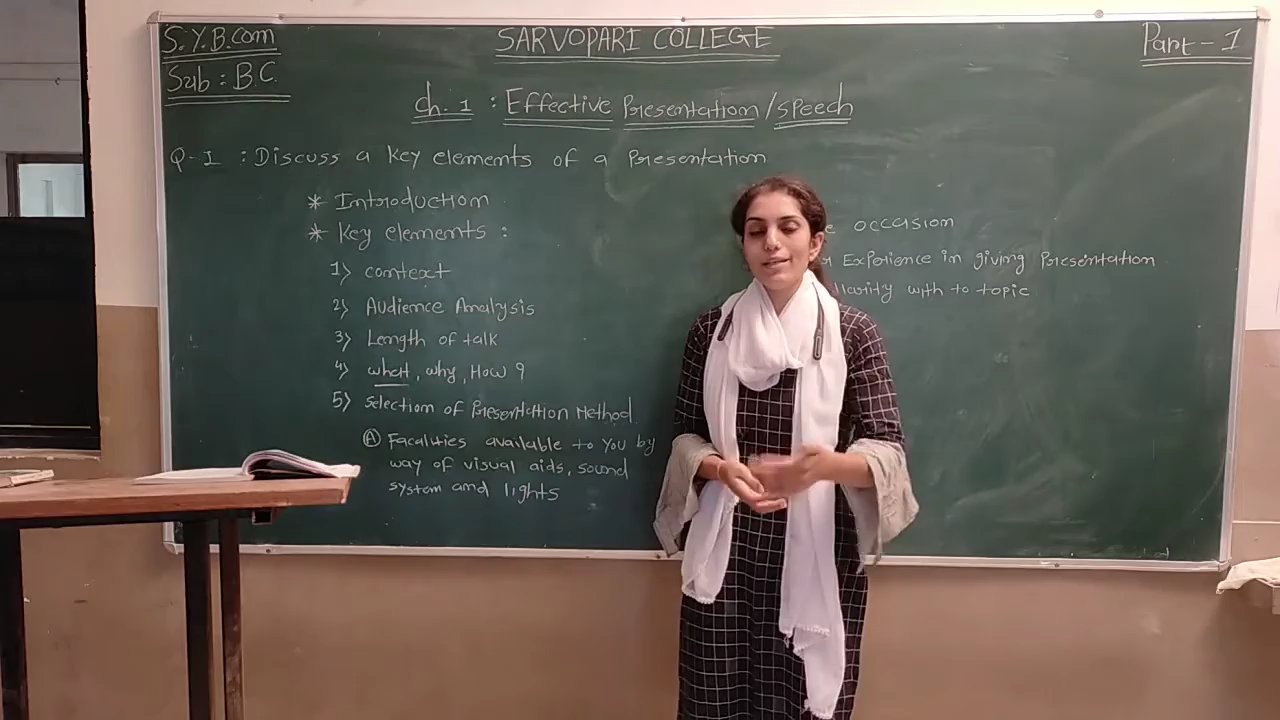 S.Y.B.Com
SARVOPARI COLLEGE
Part-1
Sub: B.C.
Ch. 1 : Effective Presentation/Speech
Q-1 : Discuss a key elements of a Presentation
* Introduction
* Key elements :
1) context
2) Audience Analysis
3) Length of talk
4) what, why, How ?
5) Selection of Presentation Method
(A) Facalities available to you by
way of visual aids, sound
system and lights
occasion
Experience in giving Presentation
with to topic